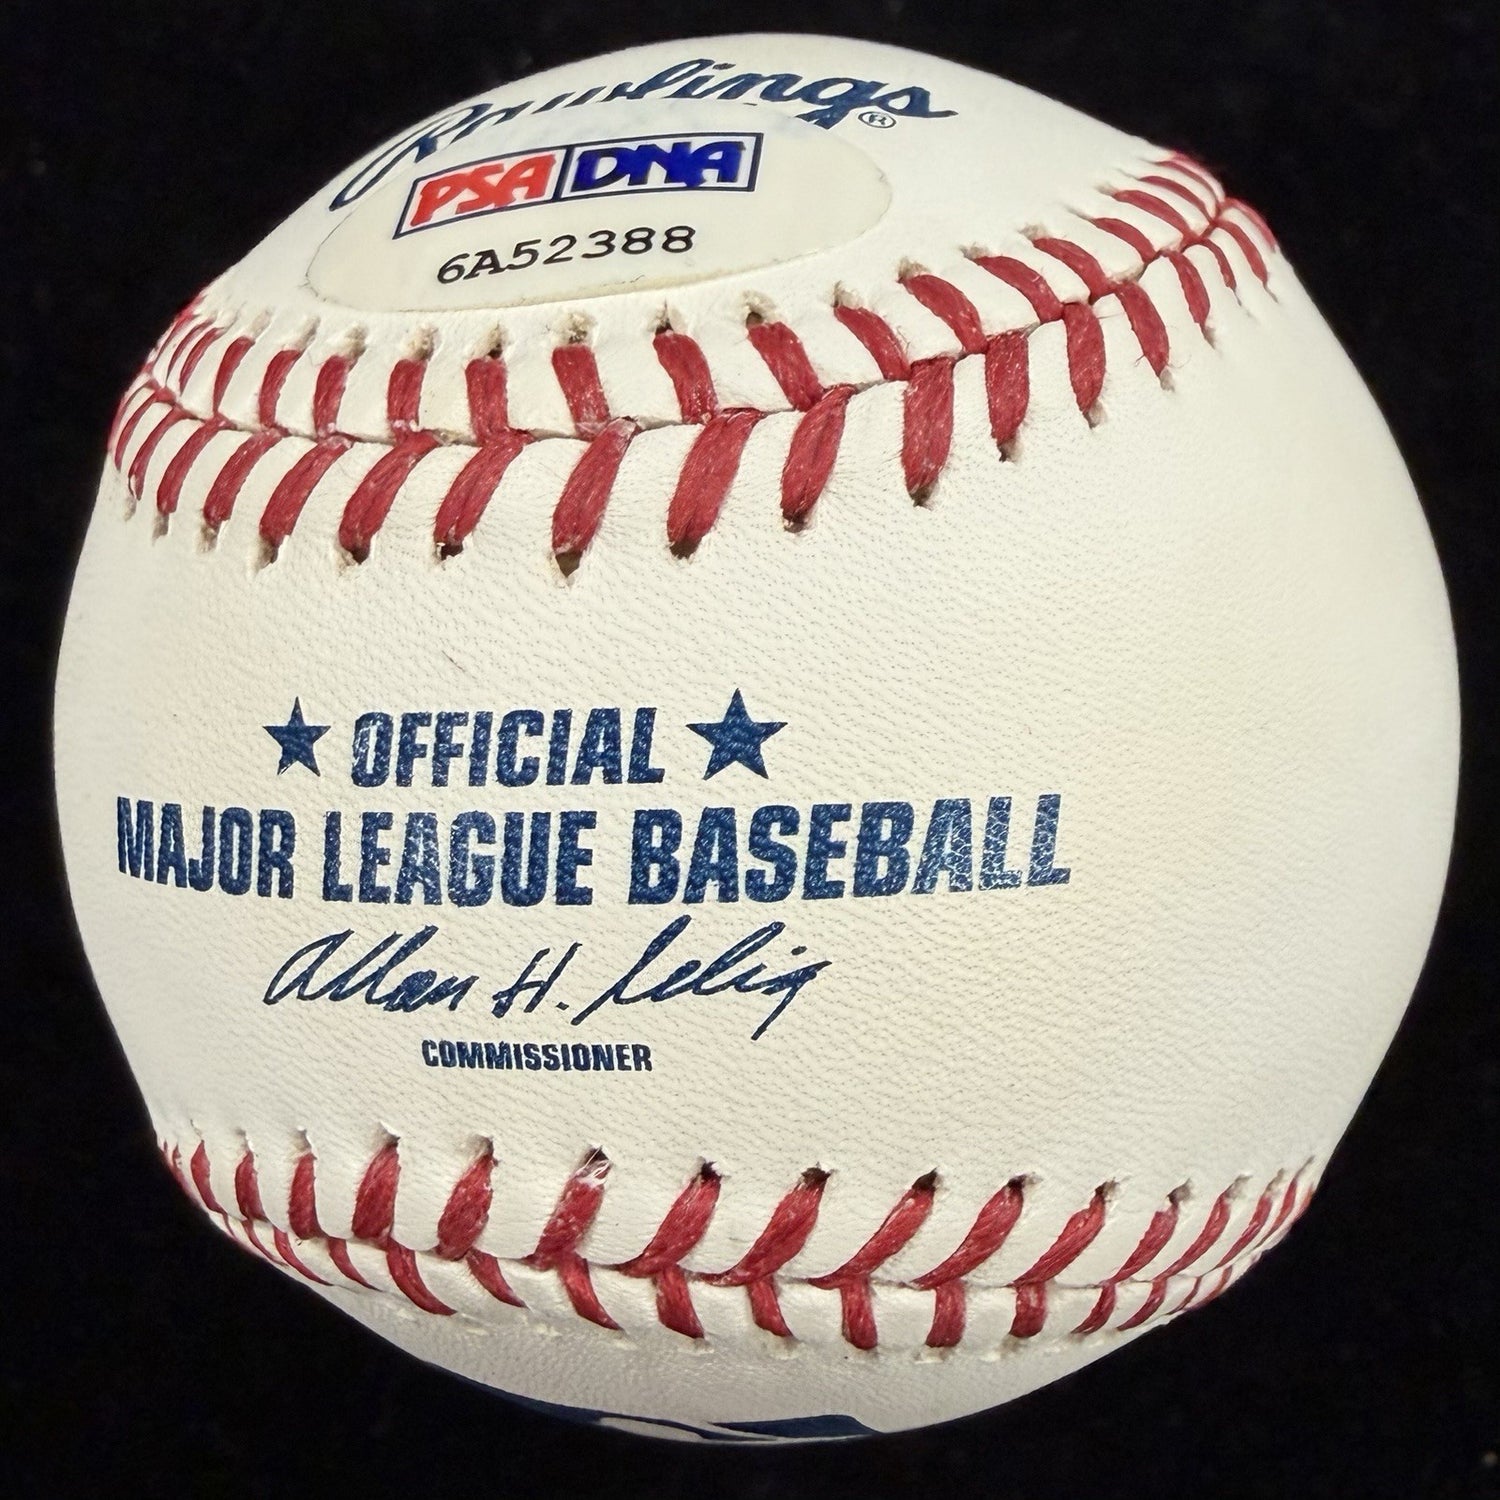 Rawlings®
PSA DNA
6A52388
★ OFFICIAL ★
MAJOR LEAGUE BASEBALL
Allan H. Selig
COMMISSIONER